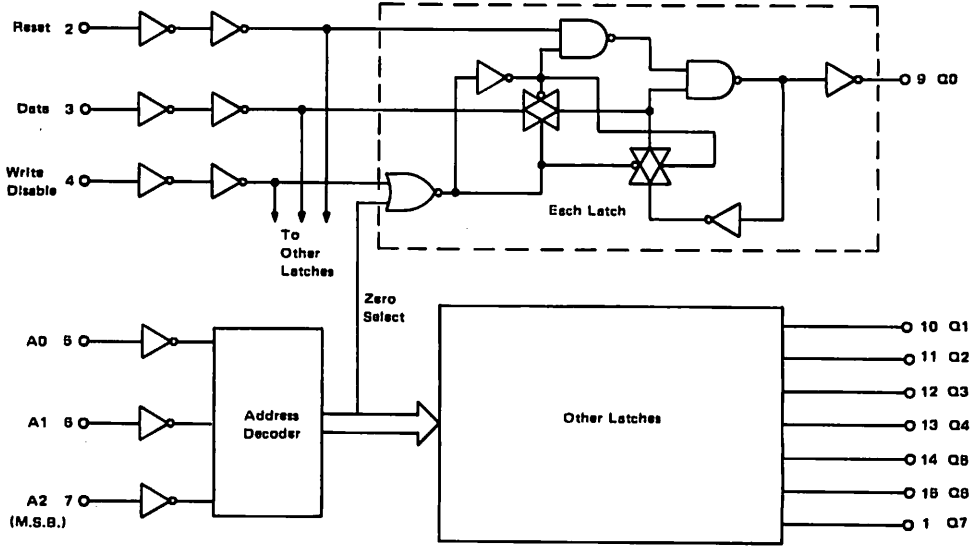 Reset 2
9 Q0
Data 3
Write
Disable 4
Each Latch
To
Other
Latches
Zero
Select
A0 5
10 Q1
11 Q2
12 Q3
A1 6
Address
Decoder
Other Latches
13 Q4
14 Q5
A2 7
(M.S.B.)
15 Q6
1 Q7